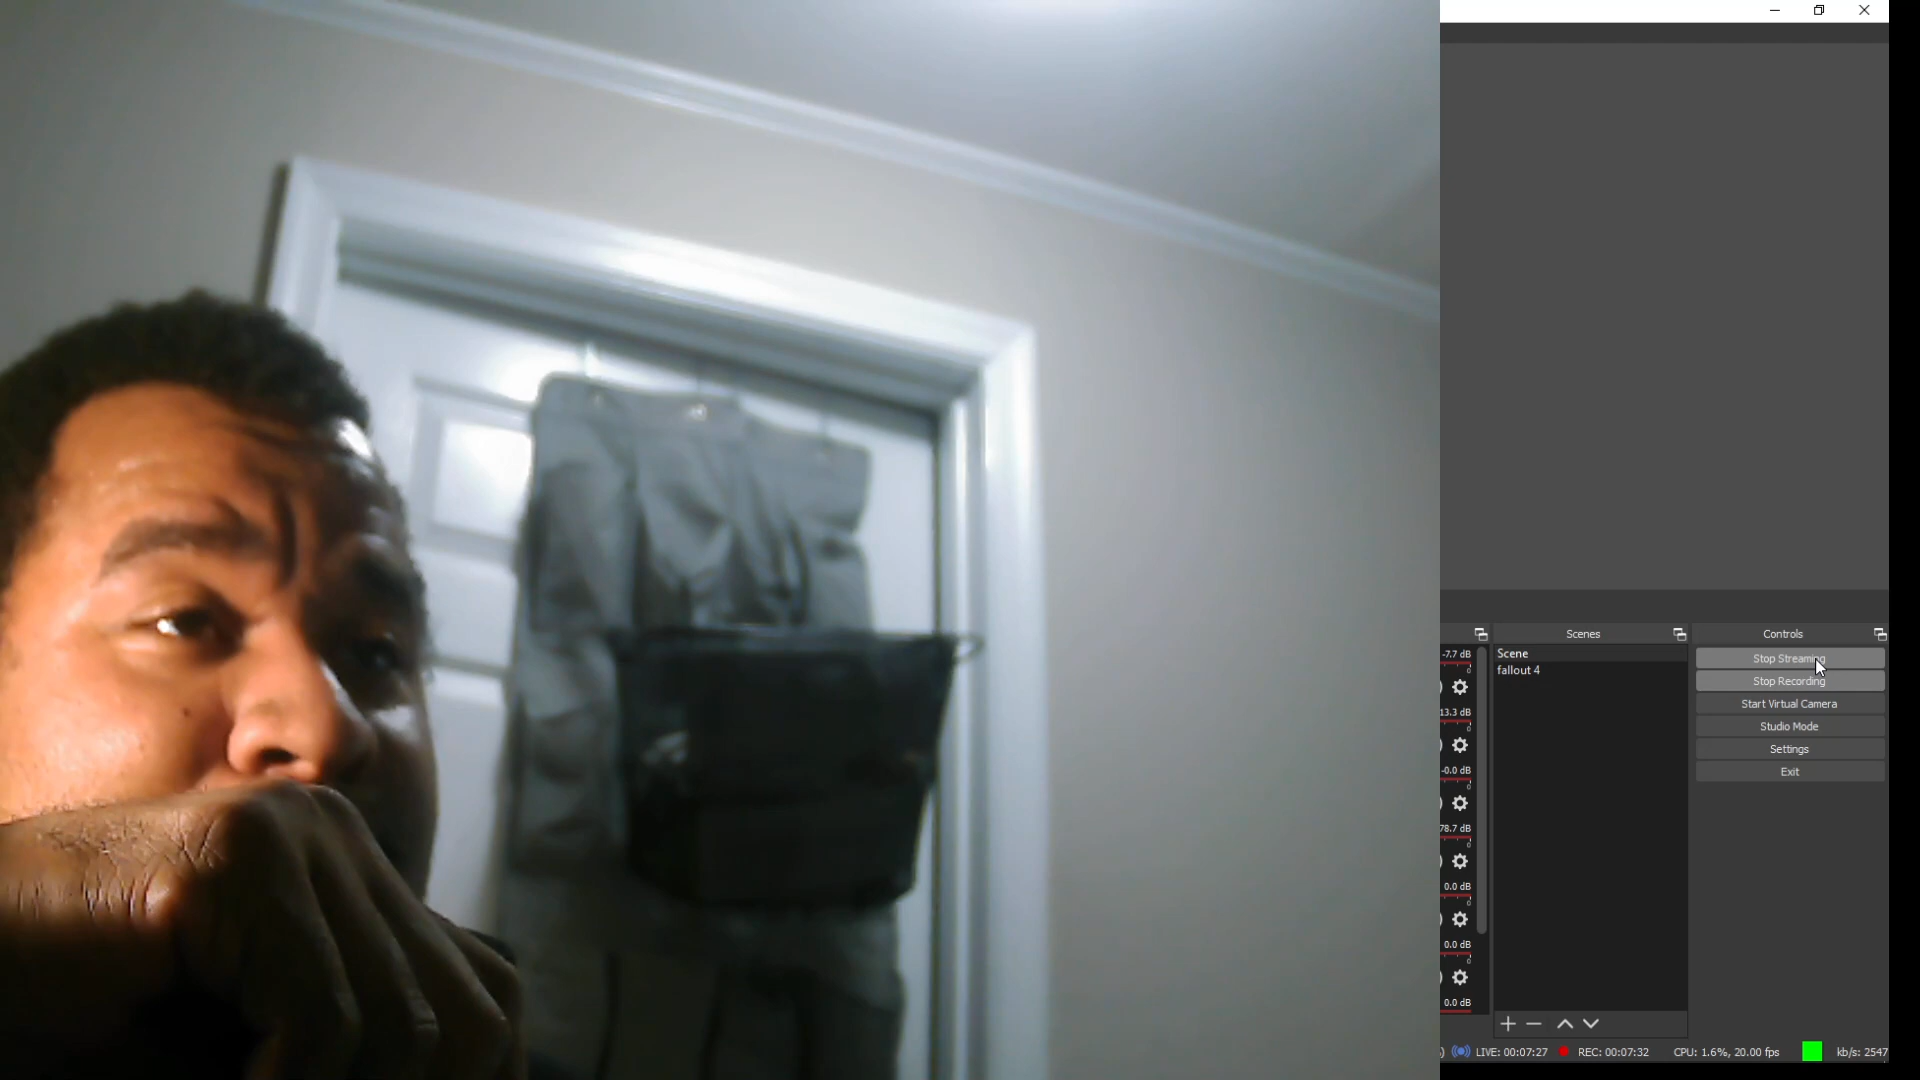 Scenes
Controls
-7.7 dB
Scene
Stop Streaming
fallout 4
Stop Recording
Start Virtual Camera
13.3 dB
Studio Mode
Settings
-0.0 dB
Exit
78.7 dB
0.0 dB
0.0 dB
0.0 dB
LIVE: 00:07:27
REC: 00:07:32
CPU: 1.6%, 20.00 fps
kb/s: 2547